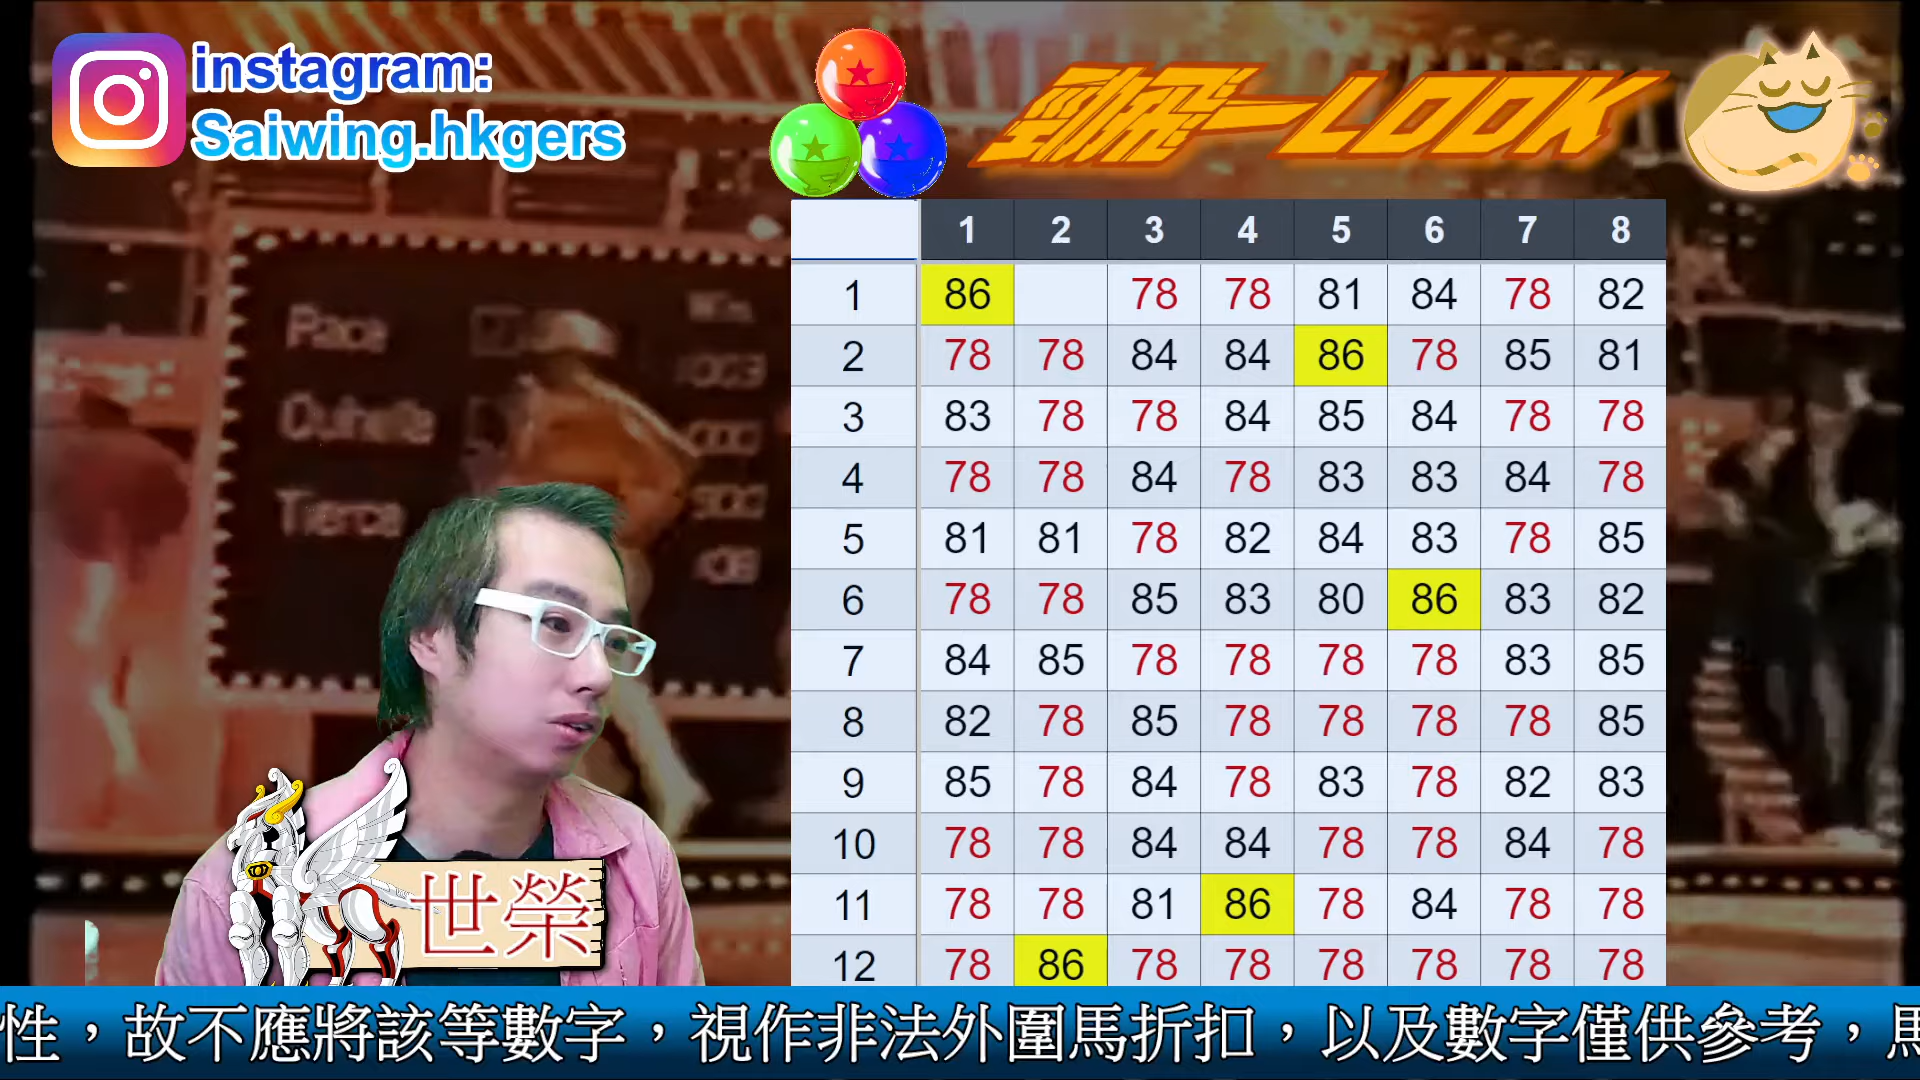 instagram:
Saiwing.hkgers
勁飛一LOOK
Race
Quinella
Tierce
Win
1 2 3 4 5 6 7 8
1 86 78 78 81 84 78 82
2 78 78 84 84 86 78 85 81
3 83 78 78 84 85 84 78 78
4 78 78 84 78 83 83 84 78
5 81 81 78 82 84 83 78 85
6 78 78 85 83 80 86 83 82
7 84 85 78 78 78 78 83 85
8 82 78 85 78 78 78 78 85
9 85 78 84 78 83 78 82 83
10 78 78 84 84 78 78 84 78
11 78 78 81 86 78 84 78 78
12 78 86 78 78 78 78 78 78
世榮
性，故不應將該等數字，視作非法外圍馬折扣，以及數字僅供參考，馬